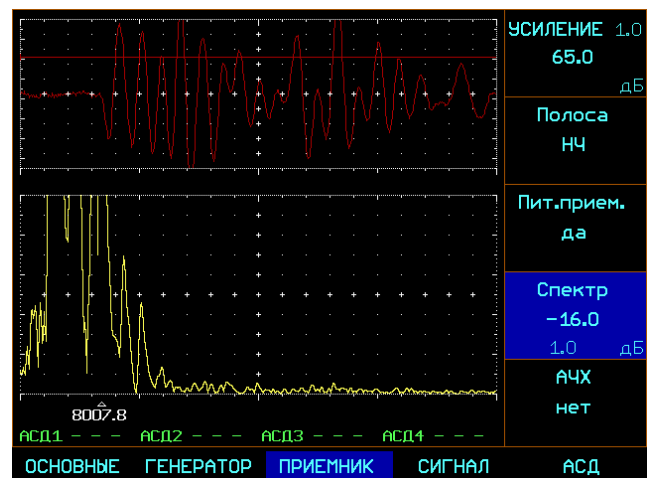 УСИЛЕНИЕ 1.0
65.0
дБ
Полоса
НЧ
Пит.прием.
да
Спектр
-16.0
1.0 дБ
АЧХ
нет
8007.8
АСД1 - - - АСД2 - - - АСД3 - - - АСД4 - - -
ОСНОВНЫЕ ГЕНЕРАТОР ПРИЕМНИК СИГНАЛ АСД